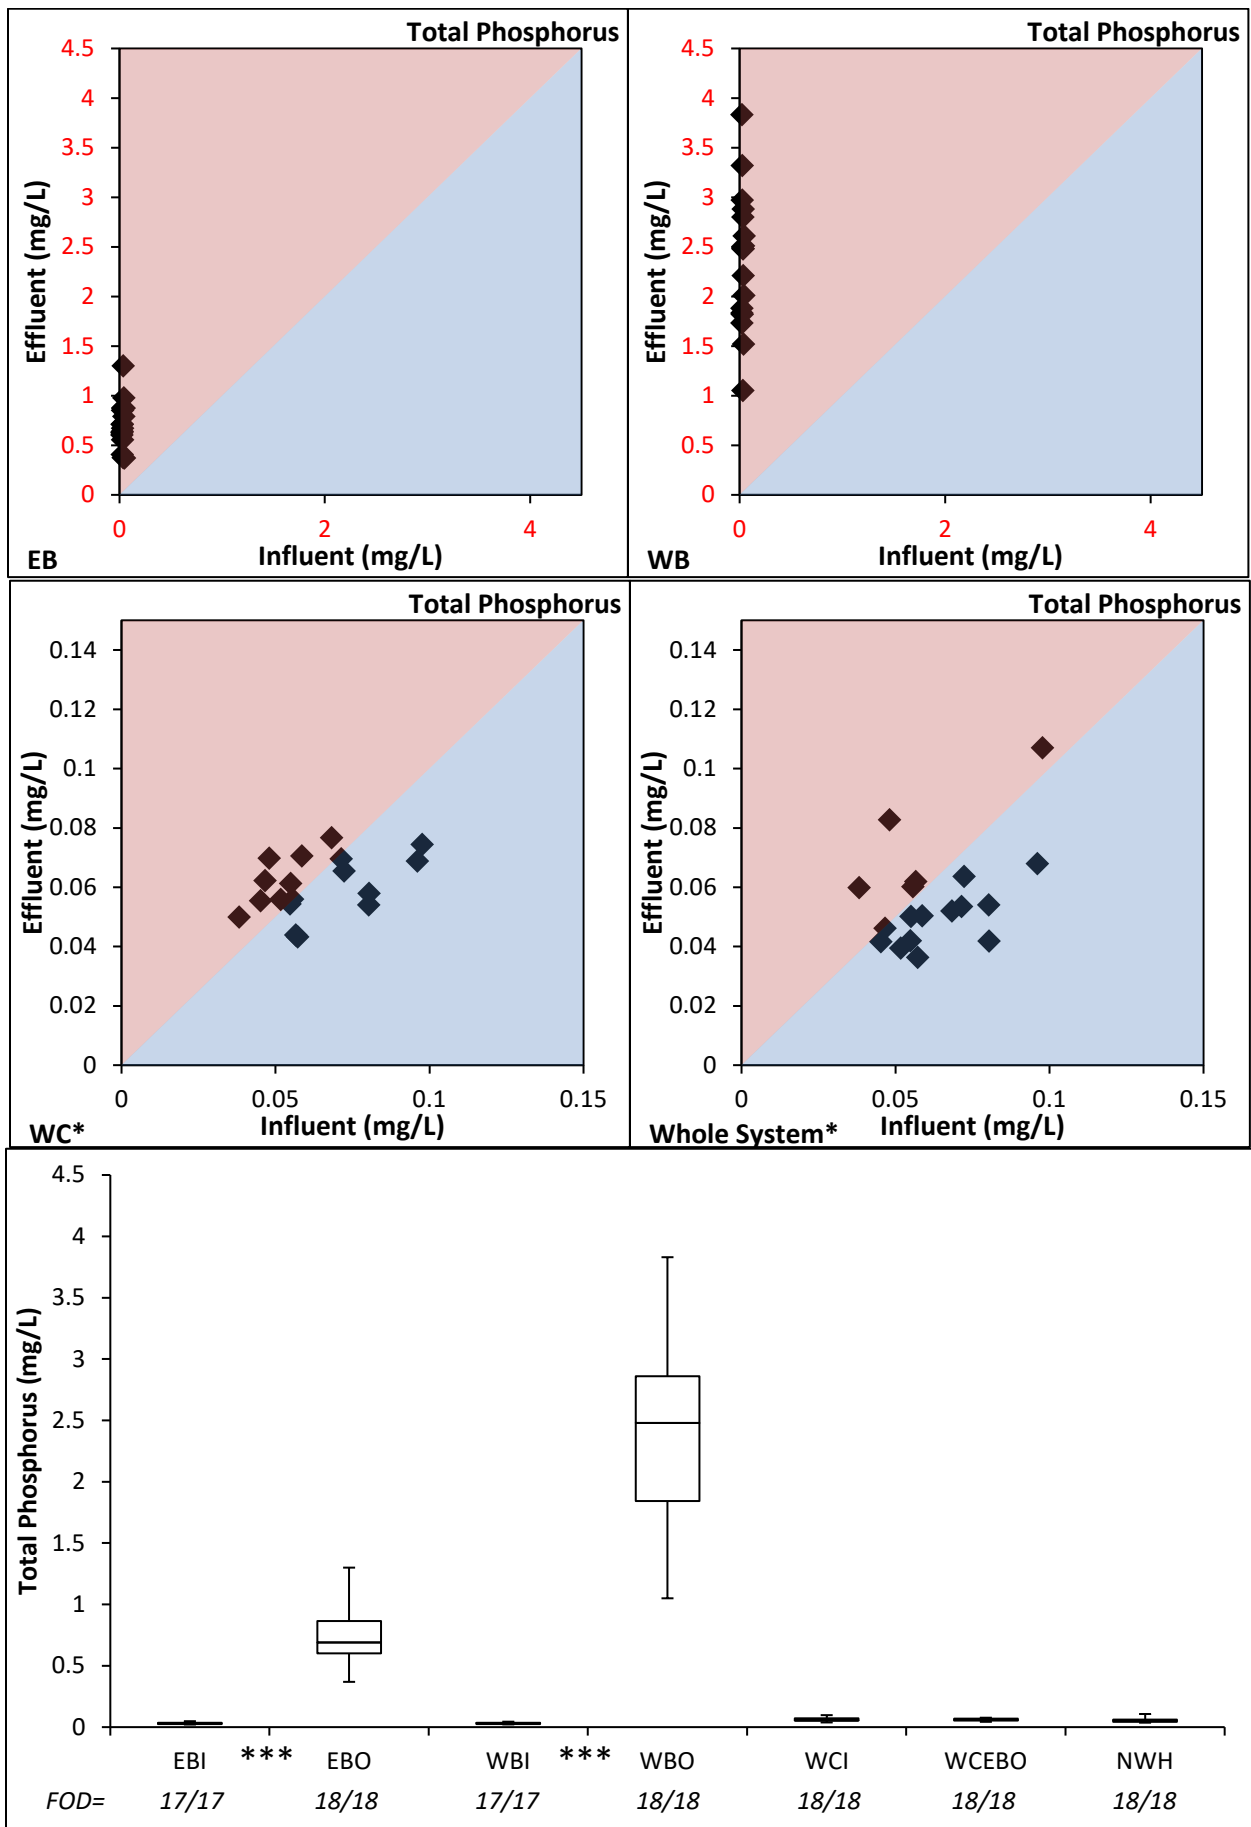 Total Phosphorus
4.5
4
3.5
3
2.5
2
1.5
1
0.5
0
Effluent (mg/L)
0 2 4
Influent (mg/L)
EB
Total Phosphorus
4.5
4
3.5
3
2.5
2
1.5
1
0.5
0
Effluent (mg/L)
0 2 4
Influent (mg/L)
WB
Total Phosphorus
0.14
0.12
0.1
0.08
0.06
0.04
0.02
0
Effluent (mg/L)
0 0.05 0.1 0.15
Influent (mg/L)
WC*
Total Phosphorus
0.14
0.12
0.1
0.08
0.06
0.04
0.02
0
Effluent (mg/L)
0 0.05 0.1 0.15
Influent (mg/L)
Whole System*
4.5
4
3.5
3
2.5
2
1.5
1
0.5
0
Total Phosphorus (mg/L)
EBI *** EBO WBI *** WBO WCI WCEBO NWH
FOD= 17/17 18/18 17/17 18/18 18/18 18/18 18/18